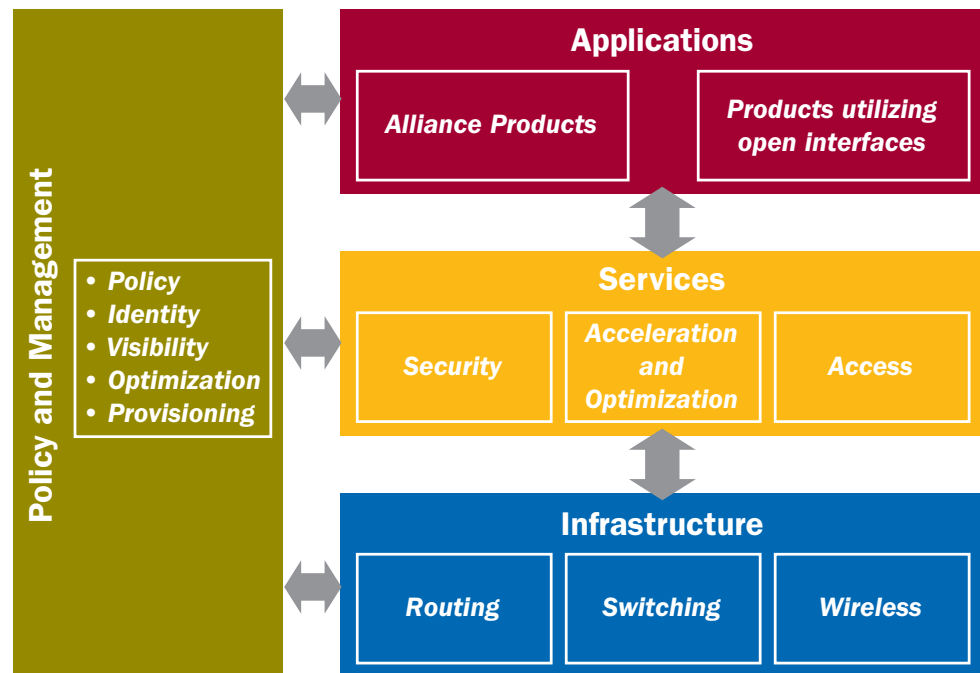 Policy and Management
• Policy
• Identity
• Visibility
• Optimization
• Provisioning
Applications
Alliance Products
Products utilizing
open interfaces
Services
Security
Acceleration
and
Optimization
Access
Infrastructure
Routing
Switching
Wireless